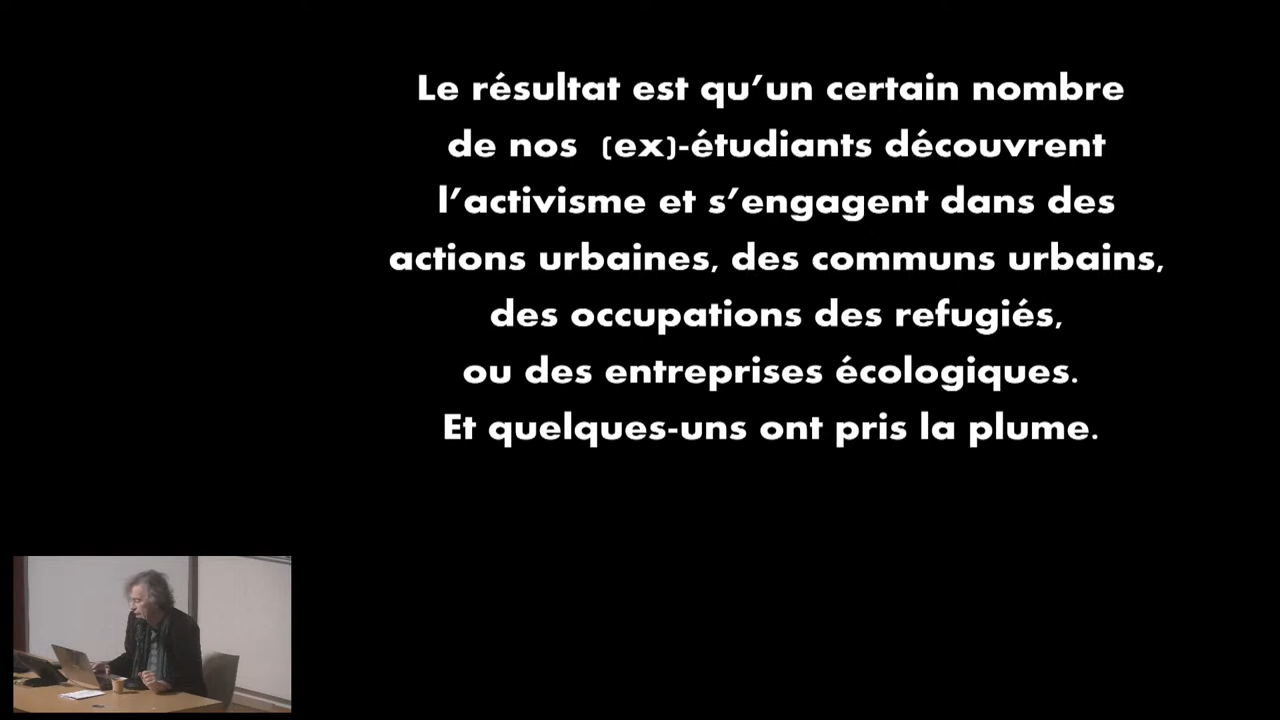 Le résultat est qu’un certain nombre
de nos (ex)-étudiants découvrent
l’activisme et s’engagent dans des
actions urbaines, des communs urbains,
des occupations des refugiés,
ou des entreprises écologiques.
Et quelques-uns ont pris la plume.